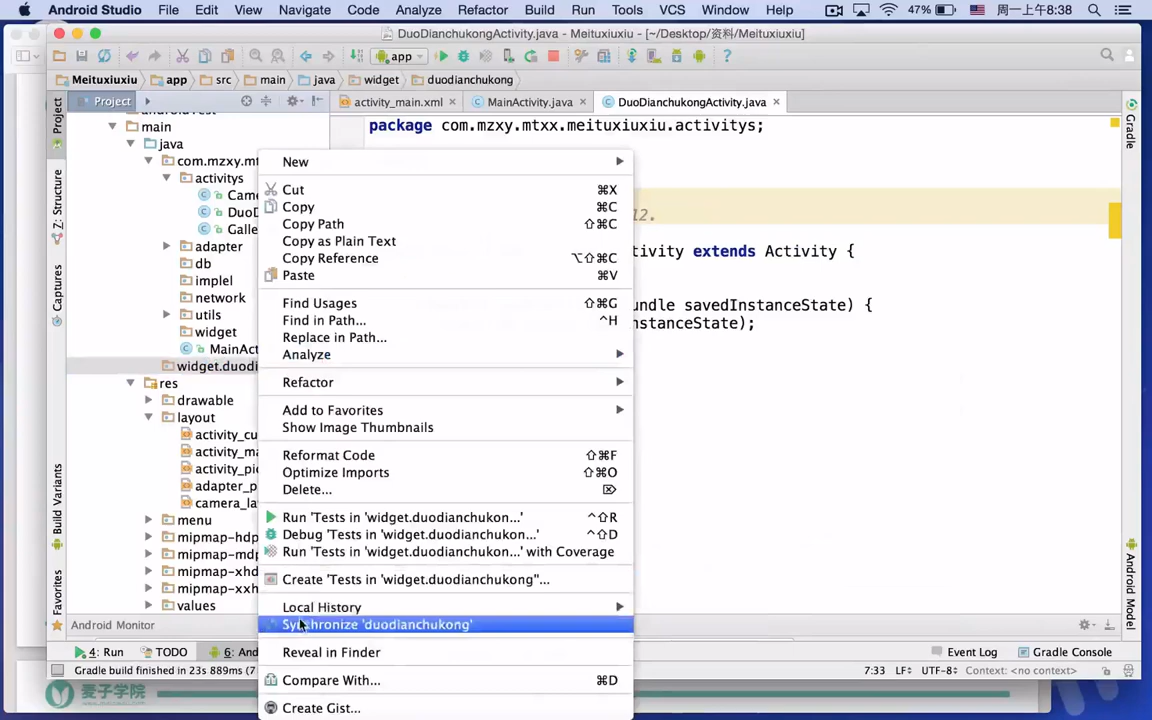 Android Studio File Edit View Navigate Code Analyze Refactor Build Run Tools VCS Window Help 47% 周一上午8:38
DuoDianchukongActivity.java - Meituxiuxiu - [~/Desktop/资料/Meituxiuxiu]
app
Meituxiuxiu app src main java widget duodianchukong
Project activity_main.xml MainActivity.java DuoDianchukongActivity.java
package com.mzxy.mtxx.meituxiuxiu.activitys;
main
java
com.mzxy.mt
activitys
Came
DuoD
Galle
adapter
db
implel
network
utils
widget
MainAct
widget.duodi
res
drawable
layout
activity_cu
activity_ma
activity_pi
adapter_p
camera_la
menu
mipmap-hdp
mipmap-mdp
mipmap-xhd
mipmap-xxh
values
New
Cut ⌘X
Copy ⌘C
Copy Path ⇧⌘C
Copy as Plain Text
Copy Reference ⌥⇧⌘C
Paste ⌘V
Find Usages ⇧⌘G
Find in Path... ^H
Replace in Path...
Analyze
Refactor
Add to Favorites
Show Image Thumbnails
Reformat Code ⇧⌘F
Optimize Imports ⇧⌘O
Delete... ⌦
Run 'Tests in 'widget.duodianchukon...' ^⇧R
Debug 'Tests in 'widget.duodianchukon...' ^⇧D
Run 'Tests in 'widget.duodianchukon...' with Coverage
Create 'Tests in 'widget.duodianchukong''...
Local History
Synchronize 'duodianchukong'
Reveal in Finder
Compare With... ⌘D
Create Gist...
12.
tivity extends Activity {
undle savedInstanceState) {
nstanceState);
Project
Z: Structure
Captures
Build Variants
Favorites
Gradle
Android Model
Android Monitor
4: Run TODO 6: And Event Log Gradle Console
Gradle build finished in 23s 889ms (7 7:33 LF÷ UTF-8÷ Context: <no context>
麦子学院